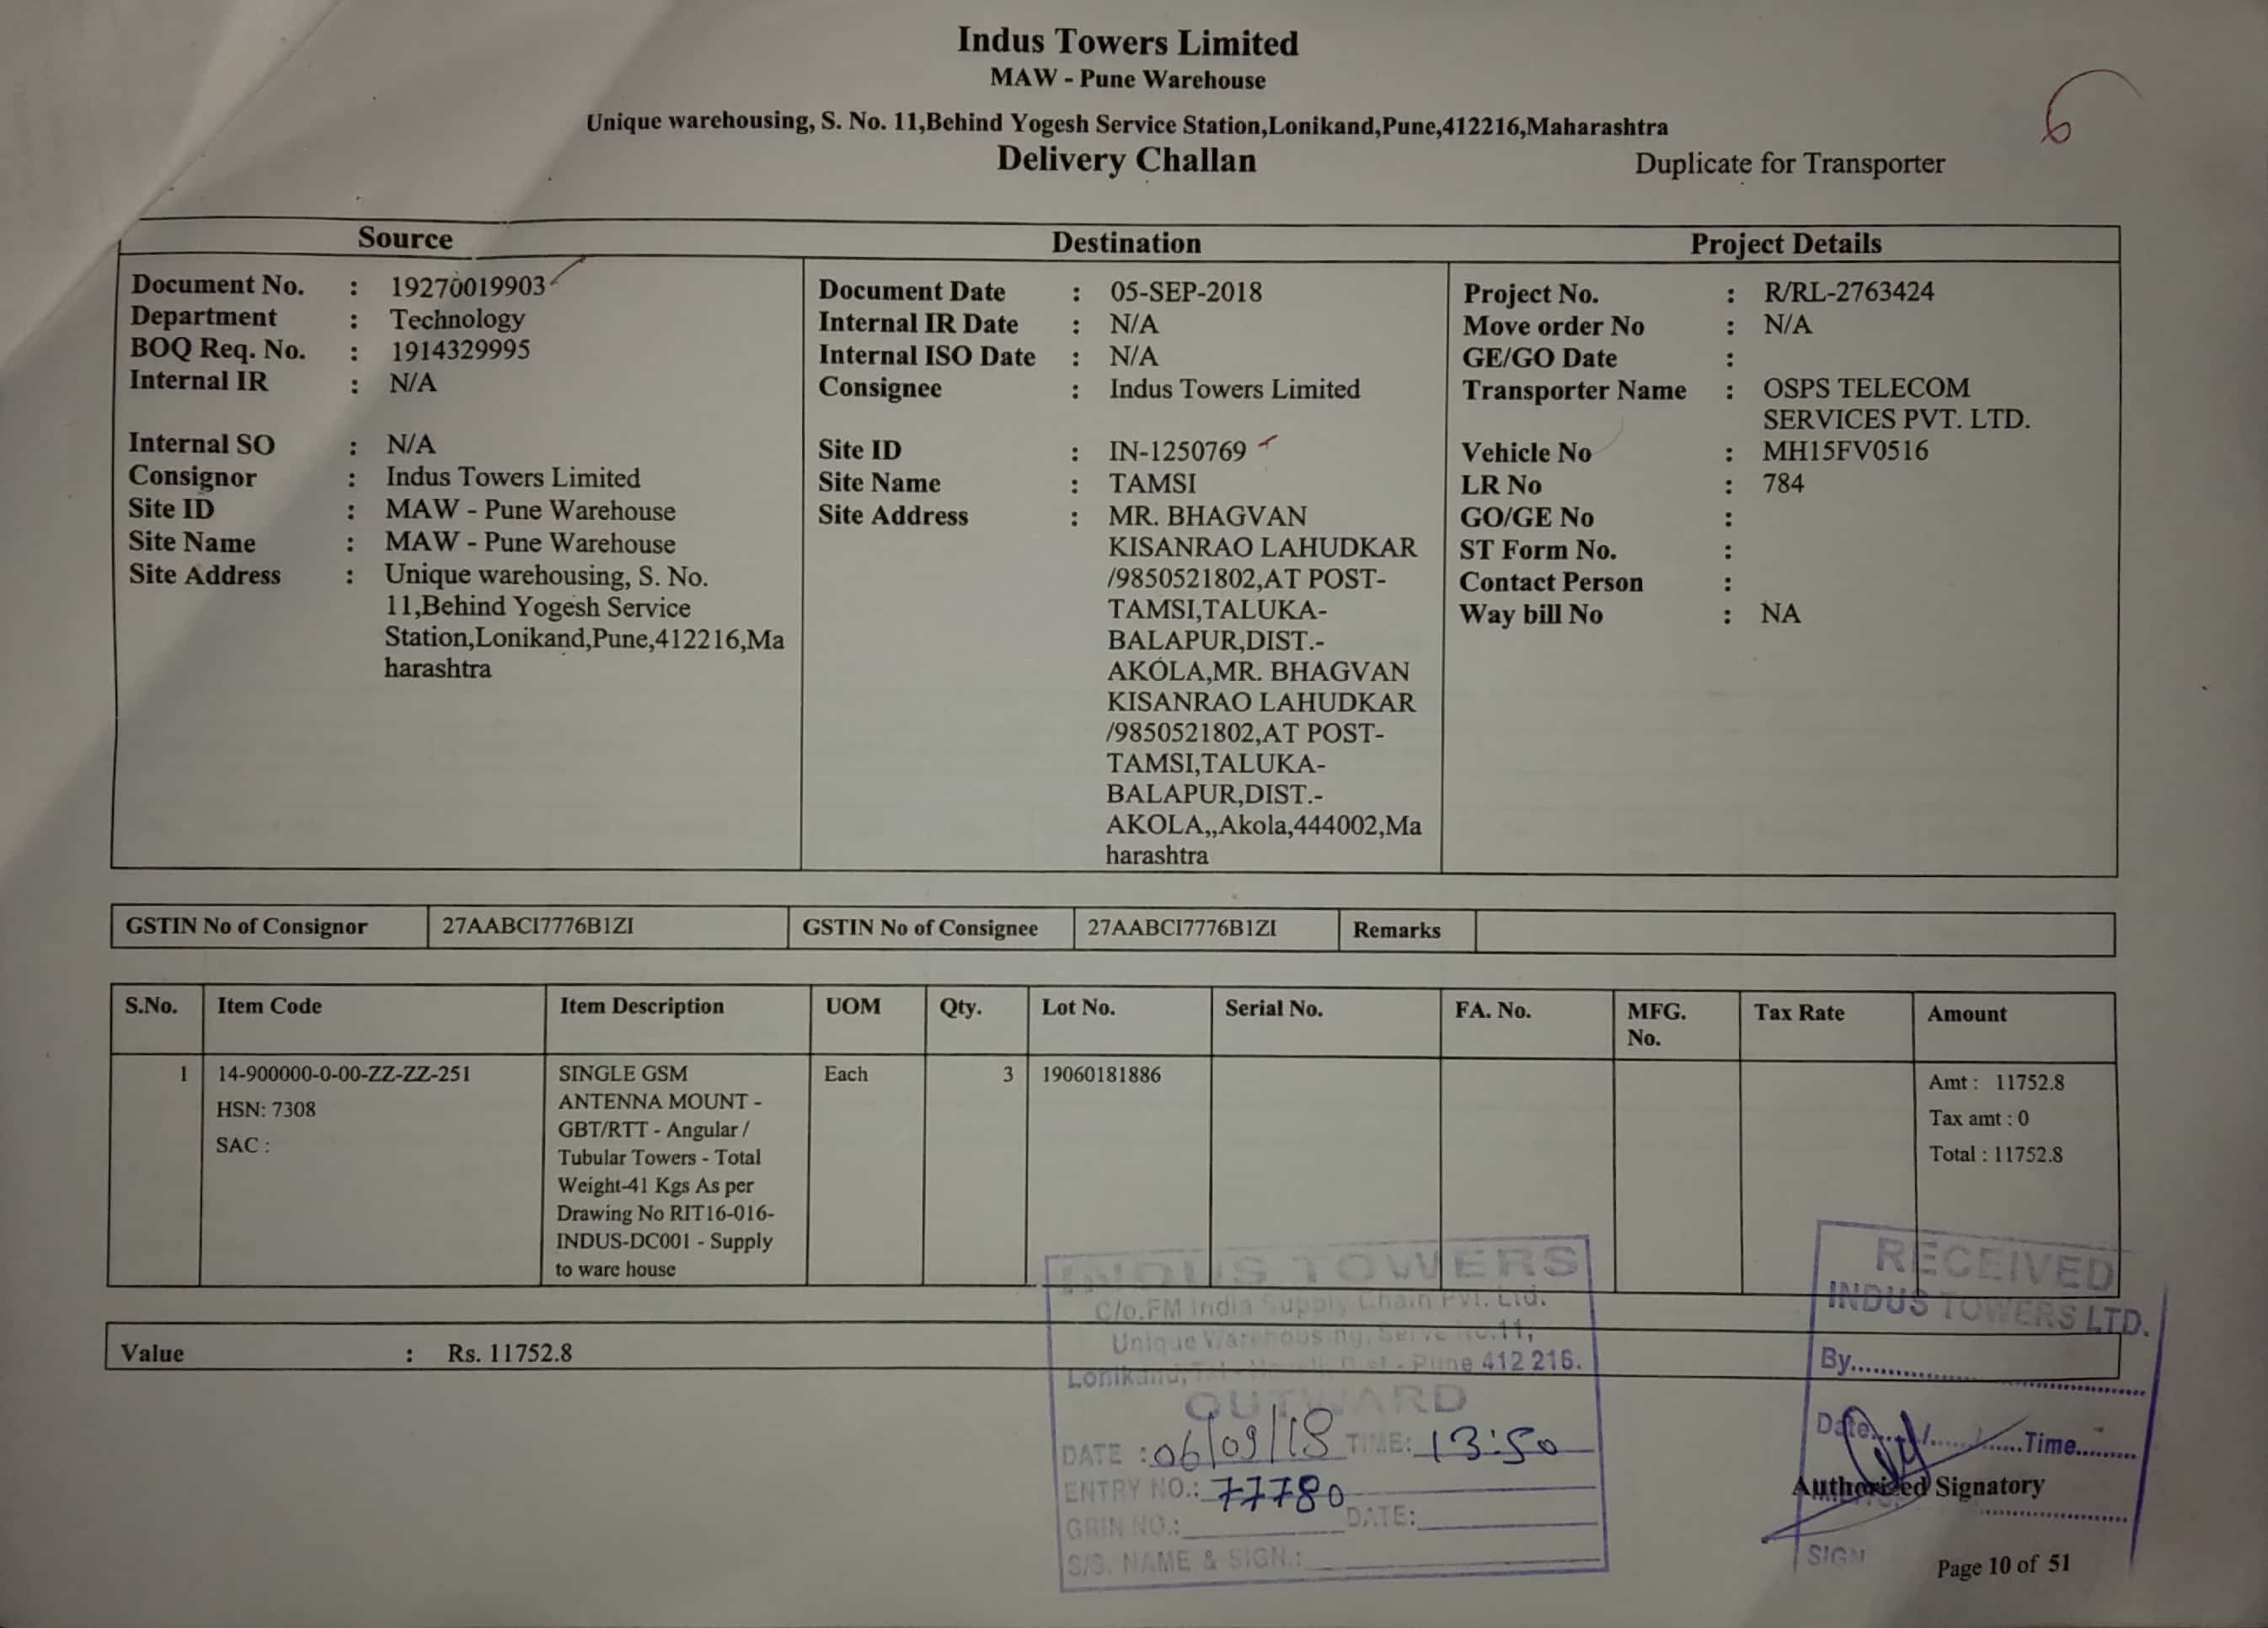 Indus Towers Limited
MAW - Pune Warehouse
Unique warehousing, S. No. 11,Behind Yogesh Service Station,Lonikand,Pune,412216,Maharashtra
6
Delivery Challan
Duplicate for Transporter
Source
Document No. : 19270019903
Department : Technology
BOQ Req. No. : 1914329995
Internal IR : N/A
Internal SO : N/A
Consignor : Indus Towers Limited
Site ID : MAW - Pune Warehouse
Site Name : MAW - Pune Warehouse
Site Address : Unique warehousing, S. No.
11,Behind Yogesh Service
Station,Lonikand,Pune,412216,Ma
harashtra
Destination
Document Date : 05-SEP-2018
Internal IR Date : N/A
Internal ISO Date : N/A
Consignee : Indus Towers Limited
Site ID : IN-1250769
Site Name : TAMSI
Site Address : MR. BHAGVAN
KISANRAO LAHUDKAR
/9850521802,AT POST-
TAMSI,TALUKA-
BALAPUR,DIST.-
AKOLA,MR. BHAGVAN
KISANRAO LAHUDKAR
/9850521802,AT POST-
TAMSI,TALUKA-
BALAPUR,DIST.-
AKOLA,,Akola,444002,Ma
harashtra
Project Details
Project No. : R/RL-2763424
Move order No : N/A
GE/GO Date :
Transporter Name : OSPS TELECOM
SERVICES PVT. LTD.
Vehicle No : MH15FV0516
LR No : 784
GO/GE No :
ST Form No. :
Contact Person :
Way bill No : NA
GSTIN No of Consignor 27AABCI7776B1ZI GSTIN No of Consignee 27AABCI7776B1ZI Remarks
S.No. Item Code Item Description UOM Qty. Lot No. Serial No. FA. No. MFG. No. Tax Rate Amount
1 14-900000-0-00-ZZ-ZZ-251
HSN: 7308
SAC :
SINGLE GSM
ANTENNA MOUNT -
GBT/RTT - Angular /
Tubular Towers - Total
Weight-41 Kgs As per
Drawing No RIT16-016-
INDUS-DC001 - Supply
to ware house
Each 3 19060181886
Amt : 11752.8
Tax amt : 0
Total : 11752.8
Value : Rs. 11752.8
INDUS TOWERS
C/o.FM India Supply Chain Pvt. Ltd.
Unique Warehousing, No.11,
Lonikand, Pune 412 216.
OUTWARD
DATE : 06/09/18 TIME: 13:50
ENTRY NO.: 77780
GRIN NO.: DATE:
S/S. NAME & SIGN.:
RECEIVED
INDUS TOWERS LTD.
By
Date Time
Authorised Signatory
SIGN
Page 10 of 51